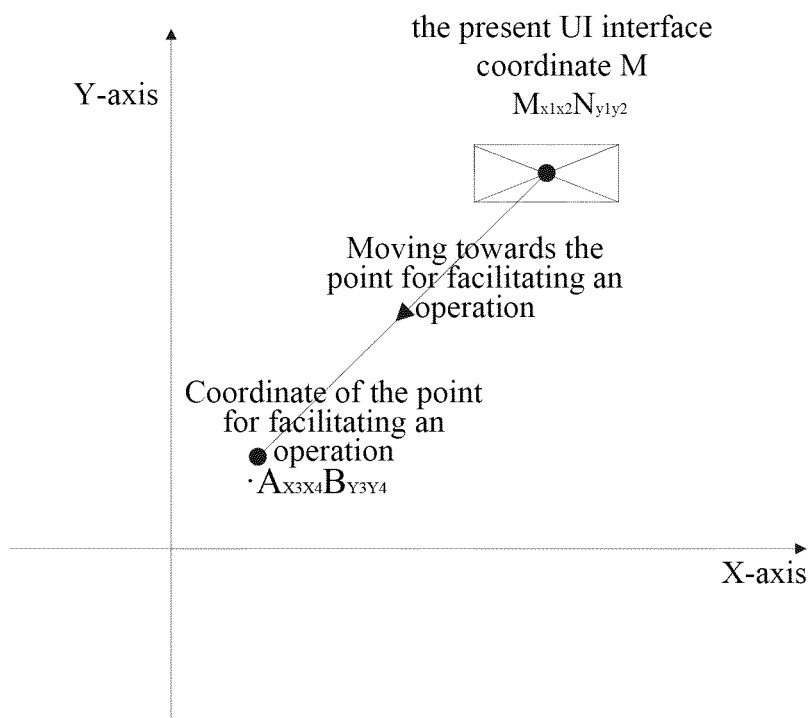 the present UI interface
coordinate M
Mx1x2Ny1y2
Y-axis
Moving towards the
point for facilitating an
operation
Coordinate of the point
for facilitating an
operation
·AX3X4BY3Y4
X-axis